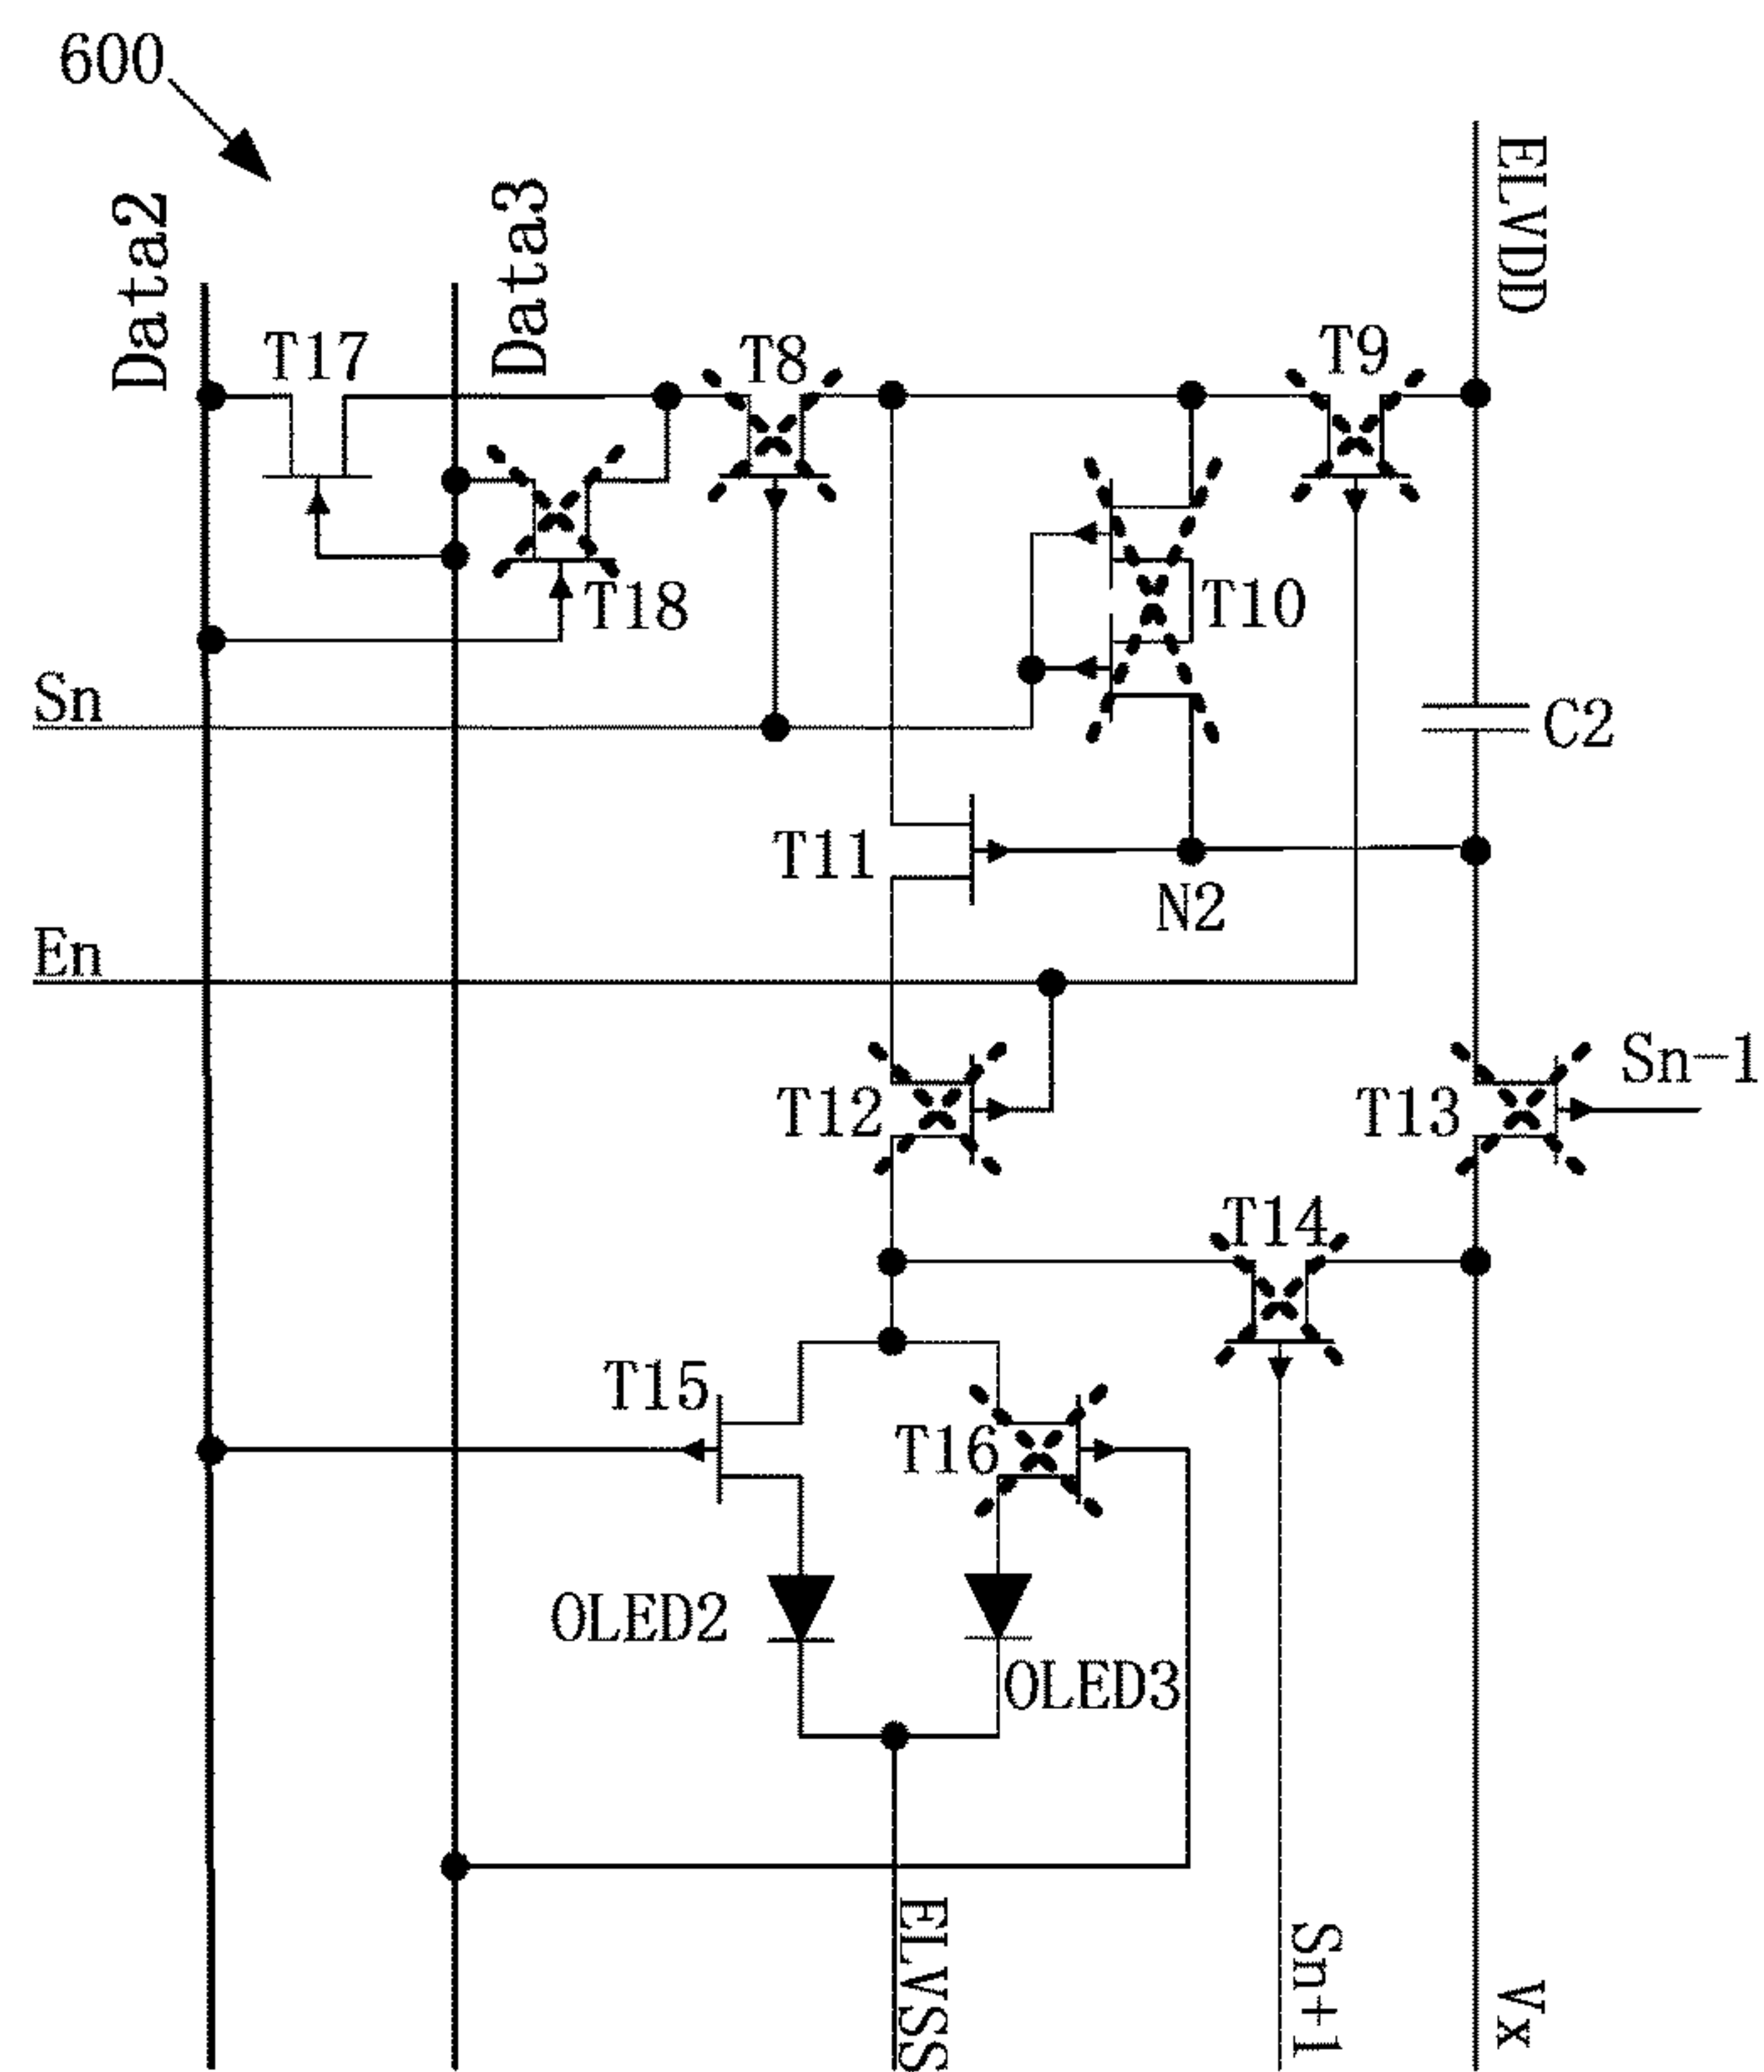 600
Data2
Data3
ELVDD
T17
T8
T9
T18
T10
Sn
C2
T11
N2
En
T12
T13
Sn-1
T14
T15
T16
OLED2
OLED3
ELVSS
Sn+1
Vx